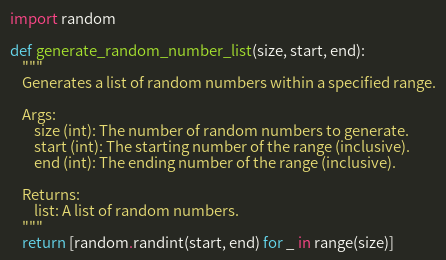 import random

def generate_random_number_list(size, start, end):
    """
    Generates a list of random numbers within a specified range.

    Args:
        size (int): The number of random numbers to generate.
        start (int): The starting number of the range (inclusive).
        end (int): The ending number of the range (inclusive).

    Returns:
        list: A list of random numbers.
    """
    return [random.randint(start, end) for _ in range(size)]